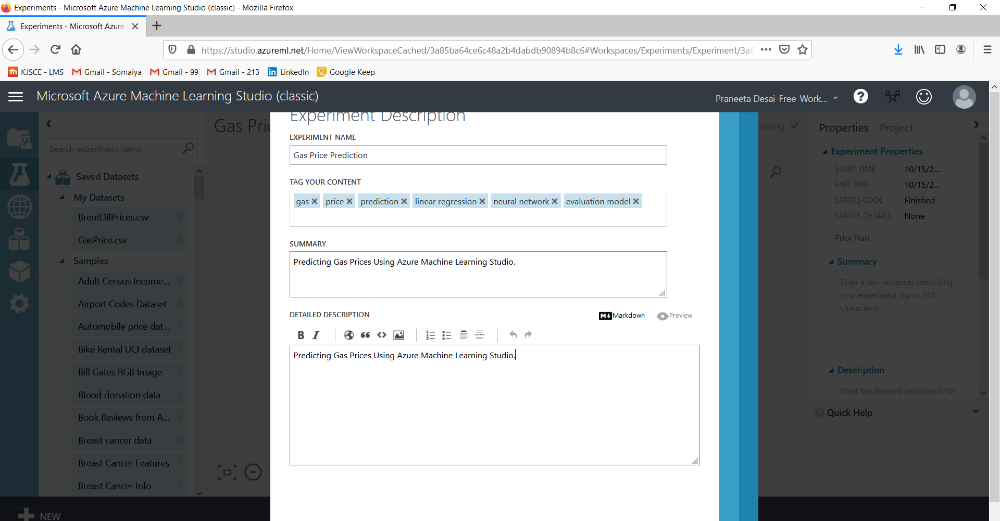 Experiments - Microsoft Azure Machine Learning Studio (classic) - Mozilla Firefox
Experiments - Microsoft Azure
https://studio.azureml.net/Home/ViewWorkspaceCached/3a85ba64ce6c48a2b4dabdb90894b8c6#Workspaces/Experiments/Experiment/3a8
KJSCE - LMS Gmail - Somaiya Gmail - 99 Gmail - 213 LinkedIn Google Keep
Microsoft Azure Machine Learning Studio (classic)
Praneeta Desai-Free-Work...
Search experiment items
Saved Datasets
My Datasets
BrentOilPrices.csv
GasPrice.csv
Samples
Adult Census Income...
Airport Codes Dataset
Automobile price dat...
Bike Rental UCI dataset
Bill Gates RGB Image
Blood donation data
Book Reviews from A...
Breast cancer data
Breast Cancer Features
Breast Cancer Info
NEW
Gas Pric
Experiment Description
EXPERIMENT NAME
Gas Price Prediction
TAG YOUR CONTENT
gas price prediction linear regression neural network evaluation model
SUMMARY
Predicting Gas Prices Using Azure Machine Learning Studio.
DETAILED DESCRIPTION
Markdown Preview
Predicting Gas Prices Using Azure Machine Learning Studio.
unning
Properties Project
Experiment Properties
START TIME 10/15/2...
END TIME 10/15/2...
STATUS CODE Finished
STATUS DETAILS None
Prior Run
Summary
Enter a few sentences describing
your experiment (up to 140
characters).
Description
Enter the detailed description for
Quick Help